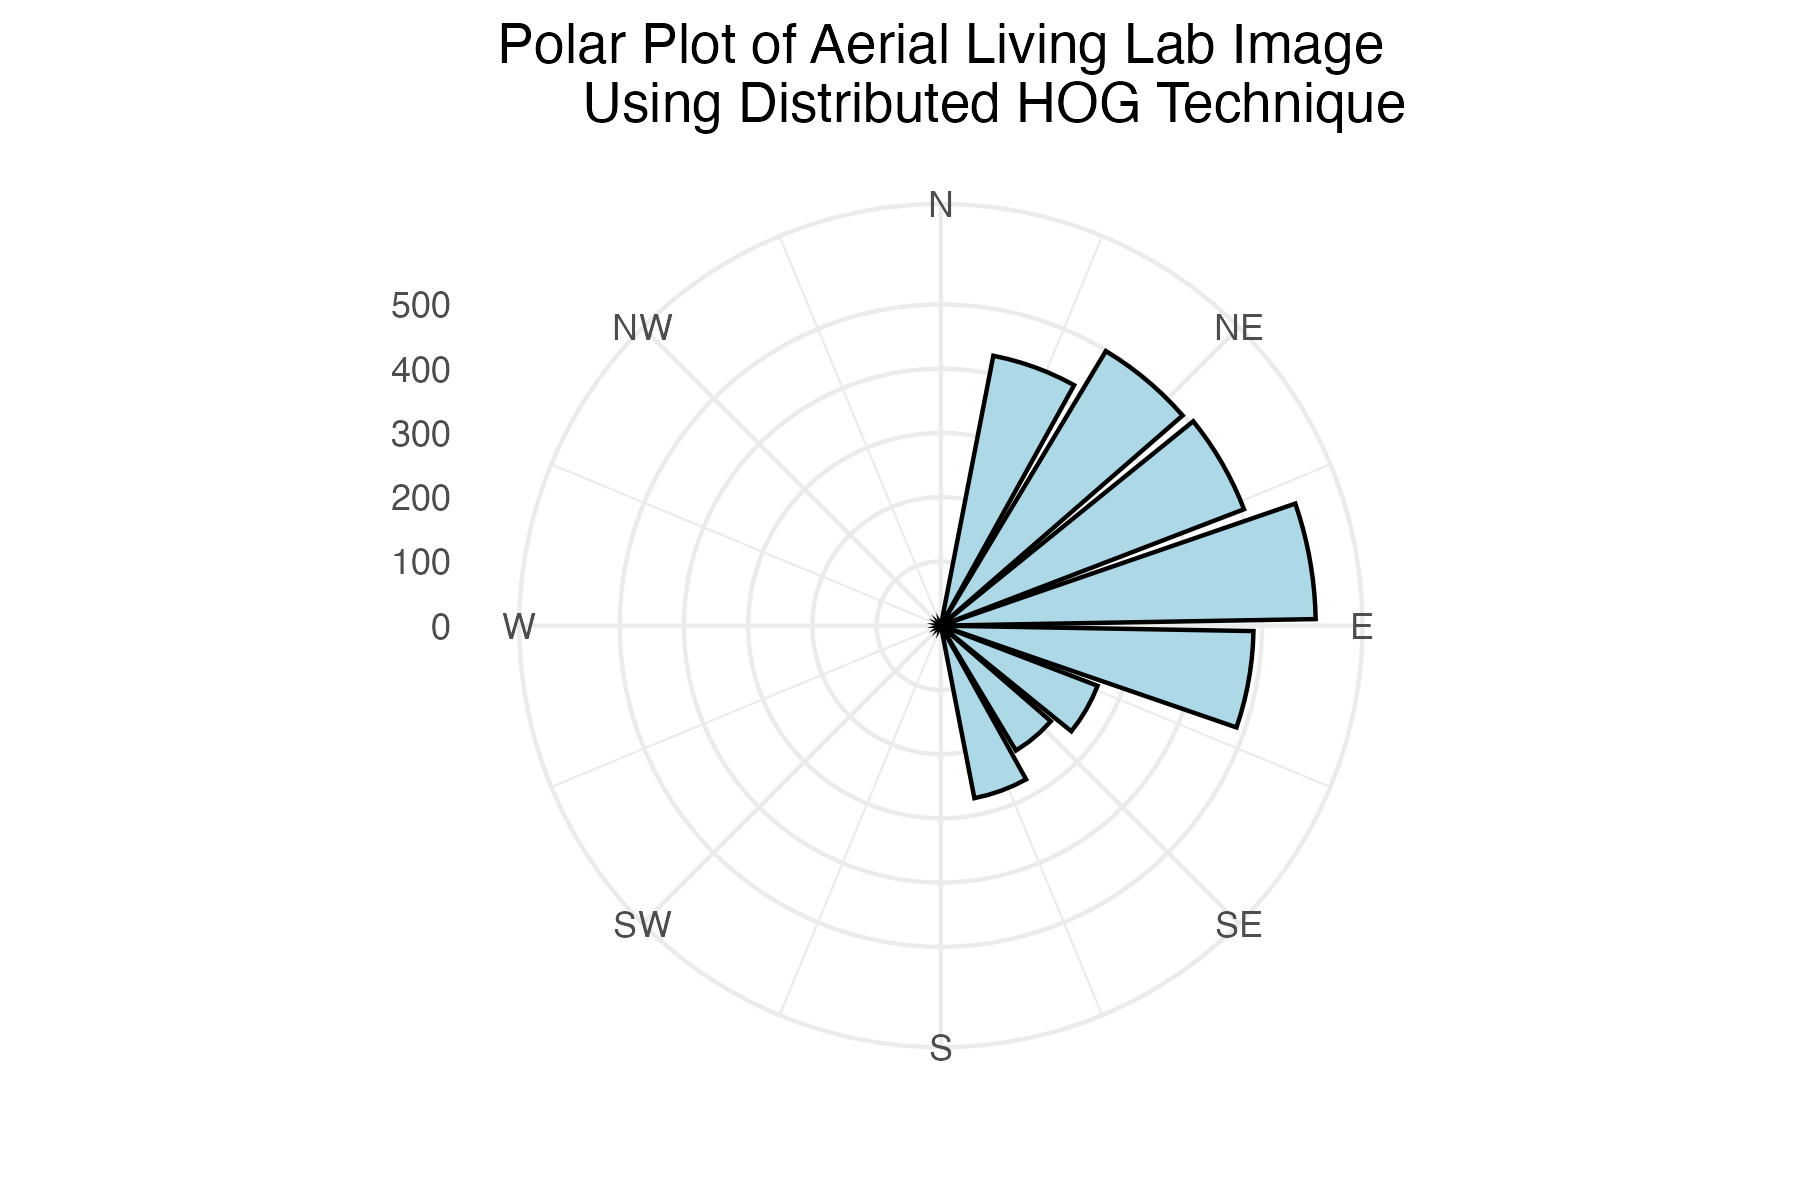 Polar Plot of Aerial Living Lab Image
Using Distributed HOG Technique
N
500
NW
NE
400
300
200
100
0
W
E
SW
SE
S